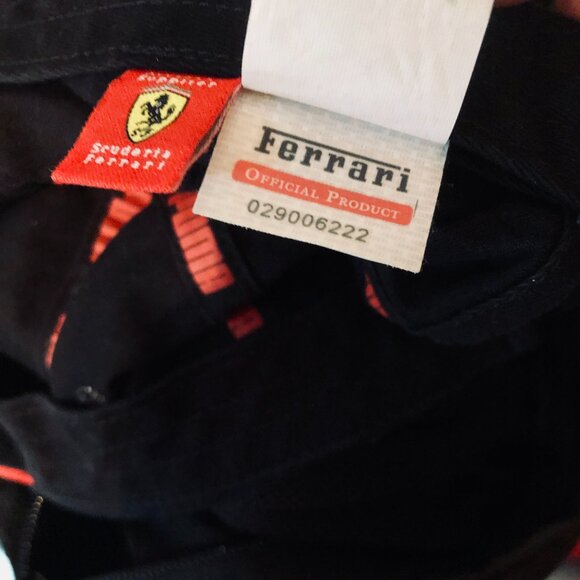 Supplier
Scuderia
Ferrari
Ferrari
OFFICIAL PRODUCT
029006222